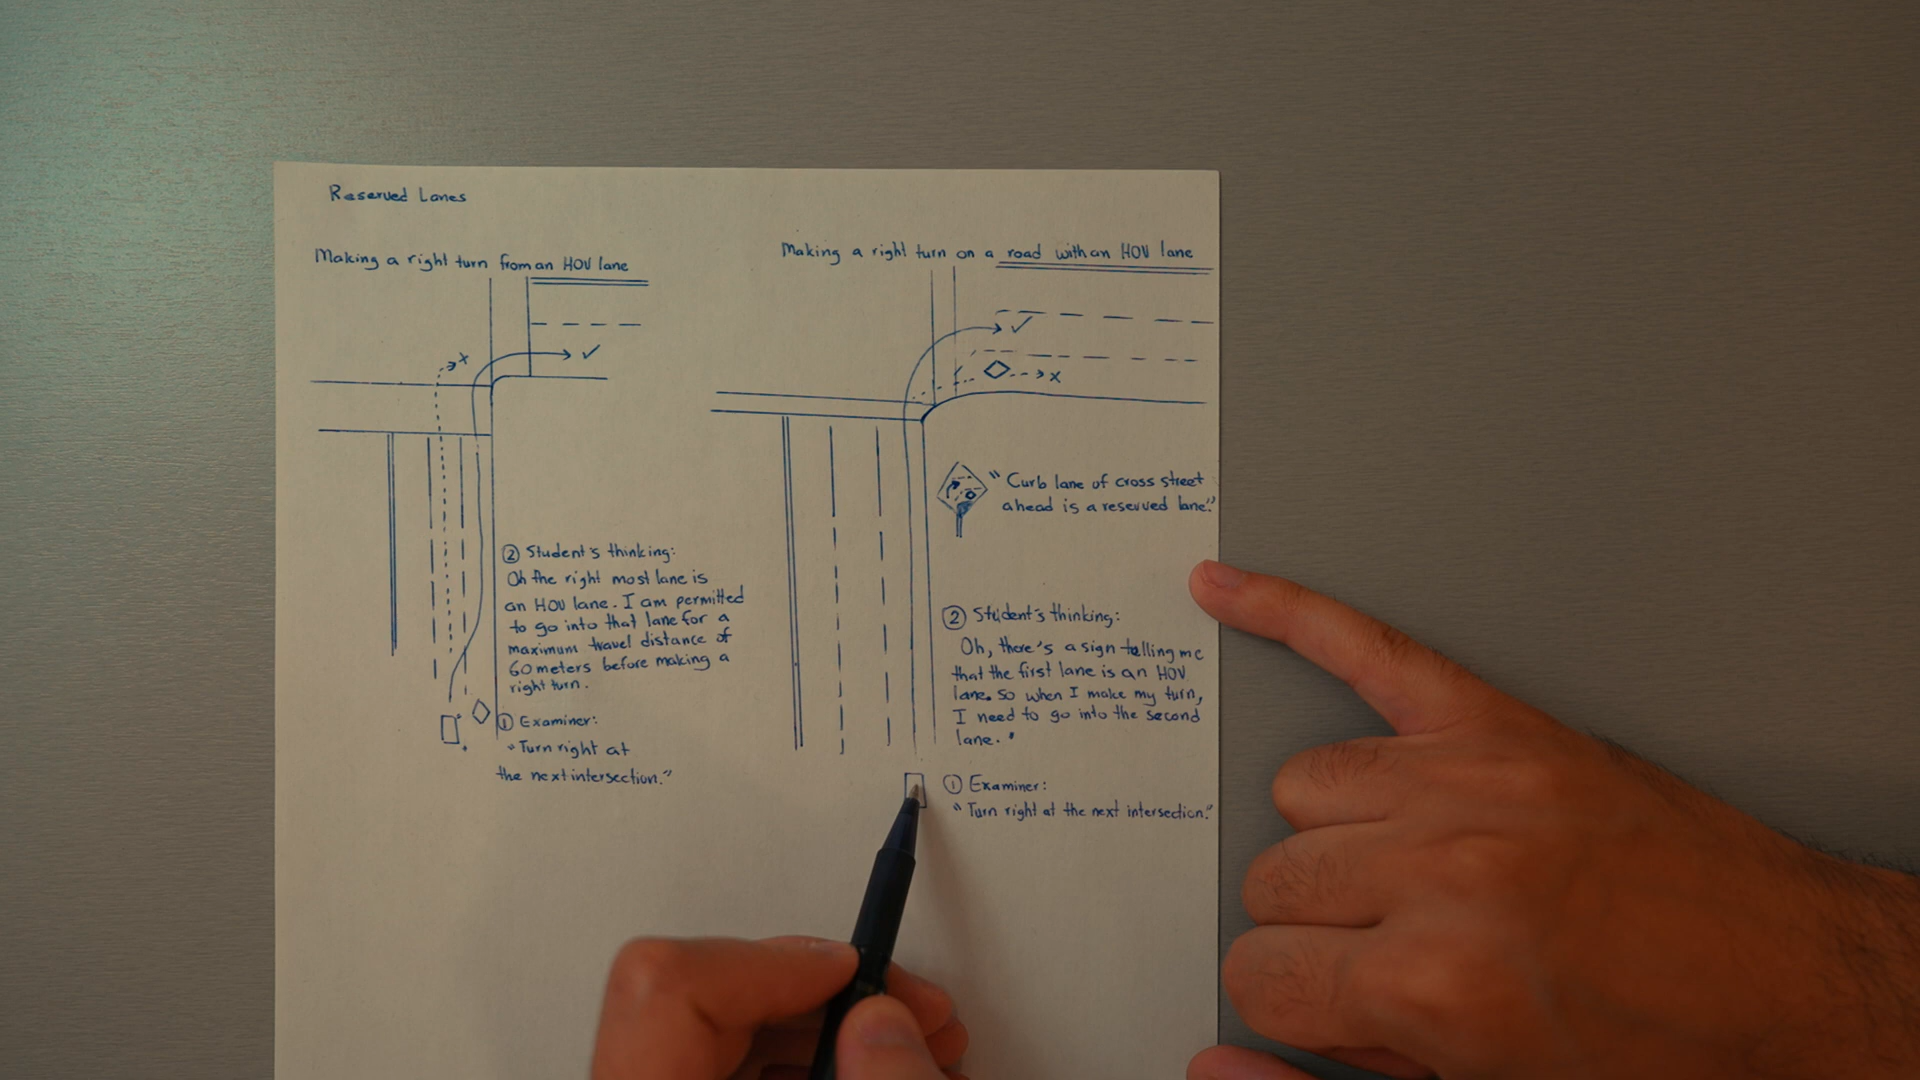 Reserved Lanes
Making a right turn from an HOV lane
x
✓
② Student's thinking:
Oh the right most lane is
an HOV lane. I am permitted
to go into that lane for a
maximum travel distance of
60 meters before making a
right turn.
① Examiner:
"Turn right at
the next intersection."
Making a right turn on a road with an HOV lane
✓
x
"Curb lane of cross street
ahead is a reserved lane."
② Student's thinking:
Oh, there's a sign telling me
that the first lane is an HOV
lane. So when I make my turn,
I need to go into the second
lane."
① Examiner:
"Turn right at the next intersection."